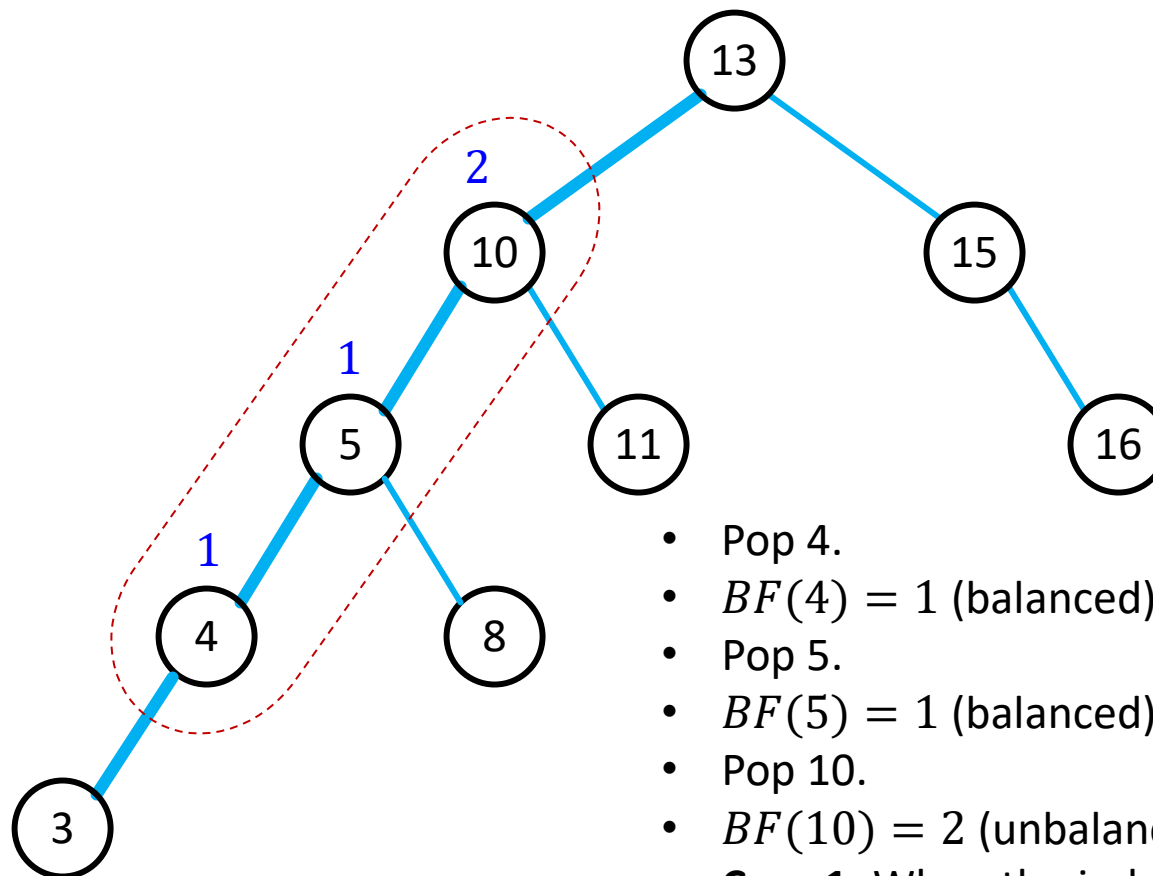 13
2
10
15
1
5
11
16
1
4
8
3
• Pop 4.
• BF(4) = 1 (balanced)
• Pop 5.
• BF(5) = 1 (balanced)
• Pop 10.
• BF(10) = 2